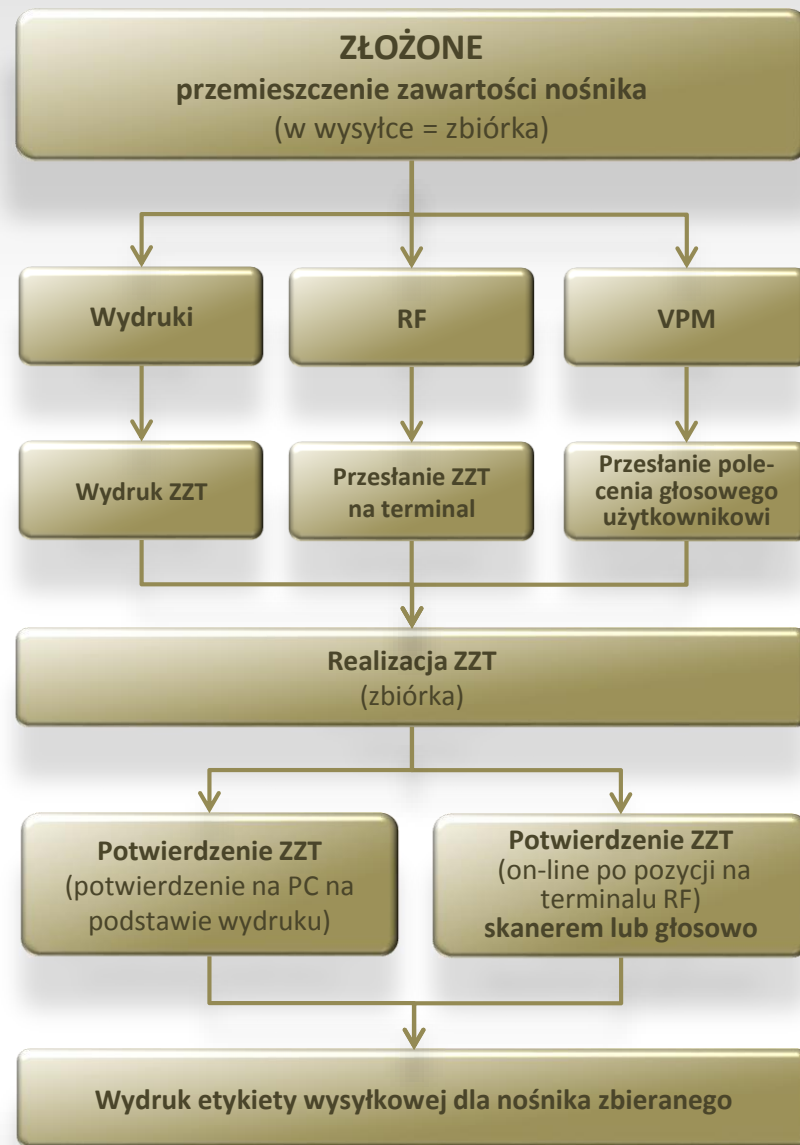 ZŁOŻONE
przemieszczenie zawartości nośnika
(w wysyłce = zbiórka)
Wydruki
RF
VPM
Wydruk ZZT
Przesłanie ZZT
na terminal
Przesłanie pole-
cenia głosowego
użytkownikowi
Realizacja ZZT
(zbiórka)
Potwierdzenie ZZT
(potwierdzenie na PC na
podstawie wydruku)
Potwierdzenie ZZT
(on-line po pozycji na
terminalu RF)
skanerem lub głosowo
Wydruk etykiety wysyłkowej dla nośnika zbieranego